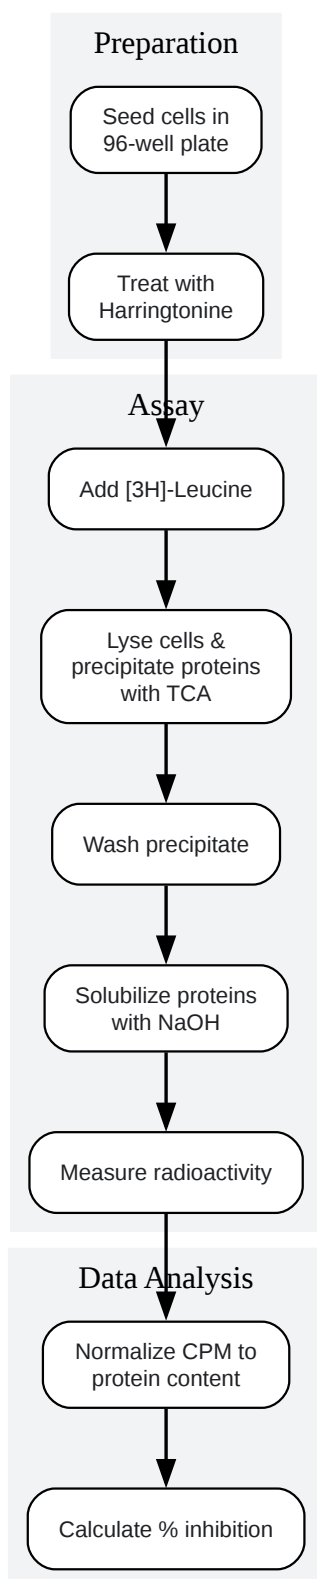 Preparation
Seed cells in
96-well plate
Treat with
Harringtonine
Assay
Add [3H]-Leucine
Lyse cells &
precipitate proteins
with TCA
Wash precipitate
Solubilize proteins
with NaOH
Measure radioactivity
Data Analysis
Normalize CPM to
protein content
Calculate % inhibition